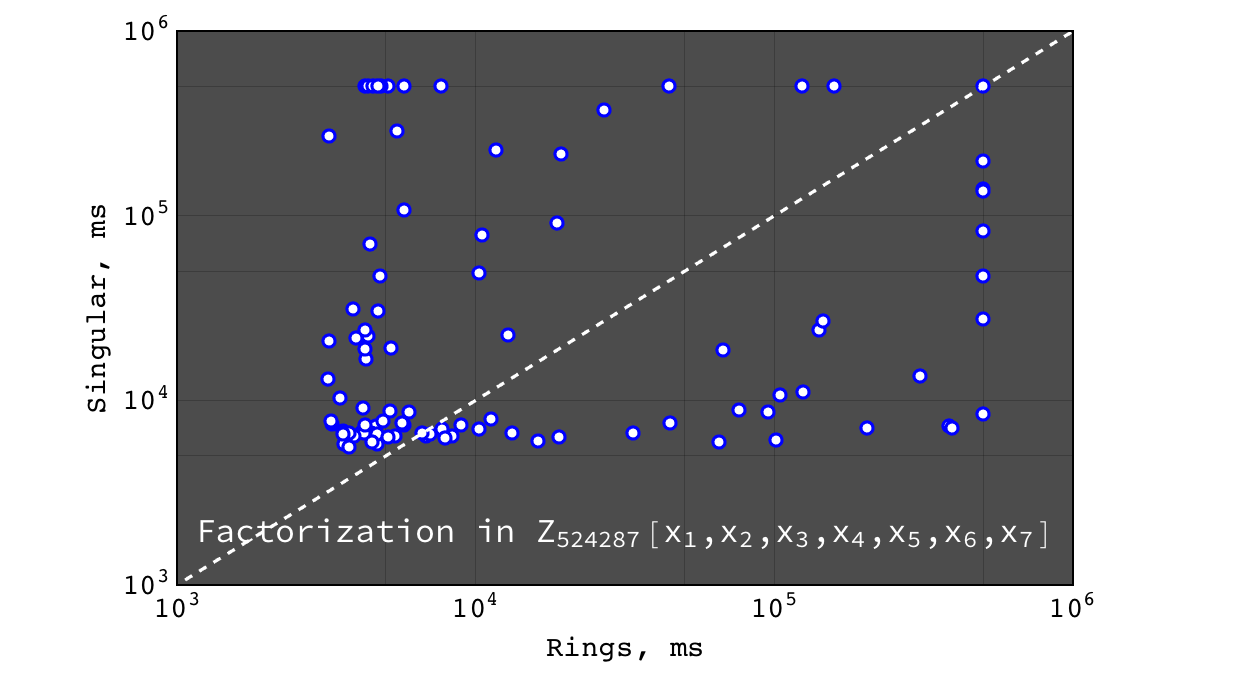 10⁶
10⁵
Singular, ms
10⁴
Factorization in Z₅₂₄₂₈₇[x₁,x₂,x₃,x₄,x₅,x₆,x₇]
10³
10³ 10⁴ 10⁵ 10⁶
Rings, ms